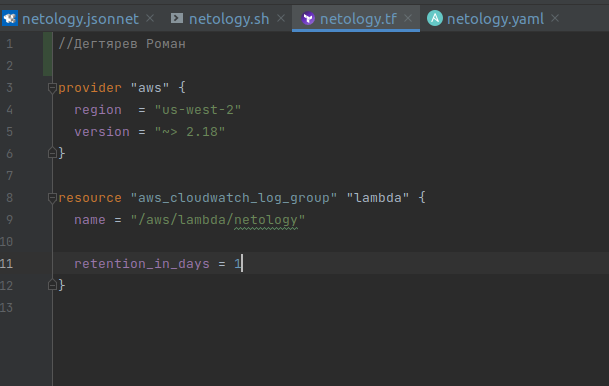 netology.jsonnet netology.sh netology.tf netology.yaml
1 //Дегтярев Роман
2
3 provider "aws" {
4 region = "us-west-2"
5 version = "~> 2.18"
6 }
7
8 resource "aws_cloudwatch_log_group" "lambda" {
9 name = "/aws/lambda/netology"
10
11 retention_in_days = 1
12 }
13